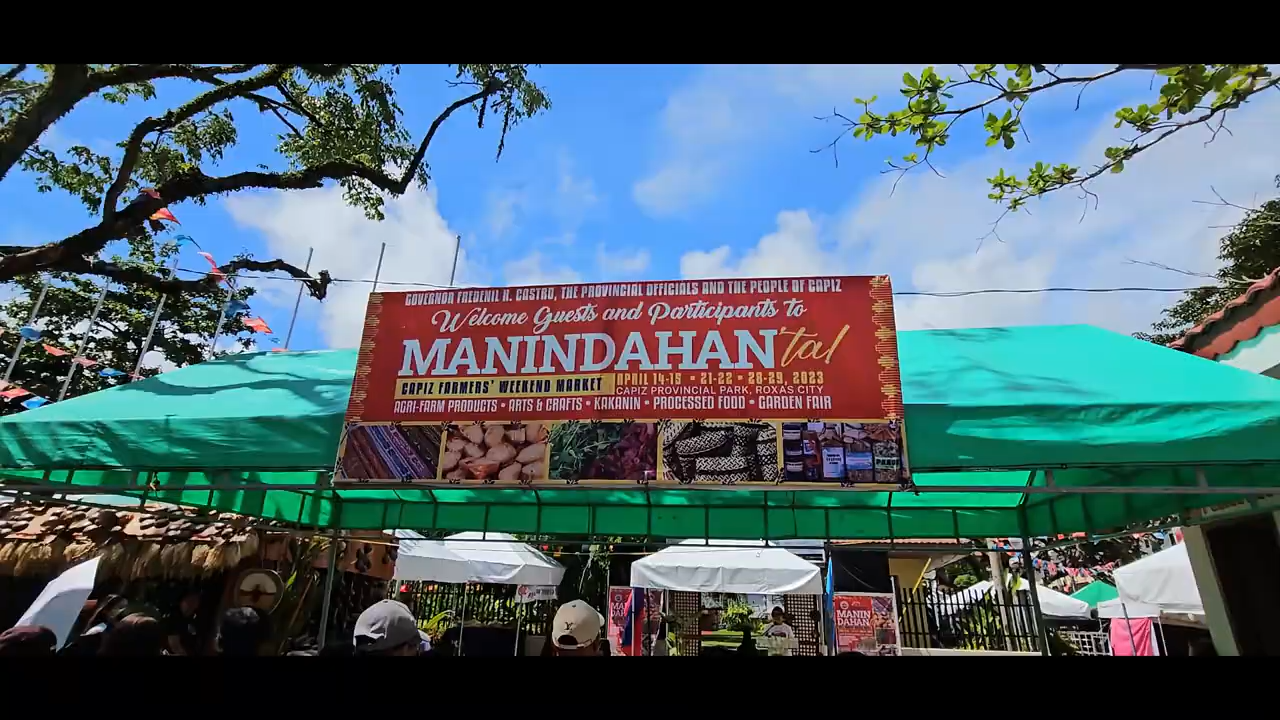 GOVERNOR FREDENIL H. CASTRO, THE PROVINCIAL OFFICIALS AND THE PEOPLE OF CAPIZ
Welcome Guests and Participants to
MANINDAHAN'tal
CAPIZ FARMERS' WEEKEND MARKET
APRIL 14-15 • 21-22 • 28-29, 2023
CAPIZ PROVINCIAL PARK, ROXAS CITY
AGRI-FARM PRODUCTS • ARTS & CRAFTS • KAKANIN • PROCESSED FOOD • GARDEN FAIR
MANIN
DAHAN